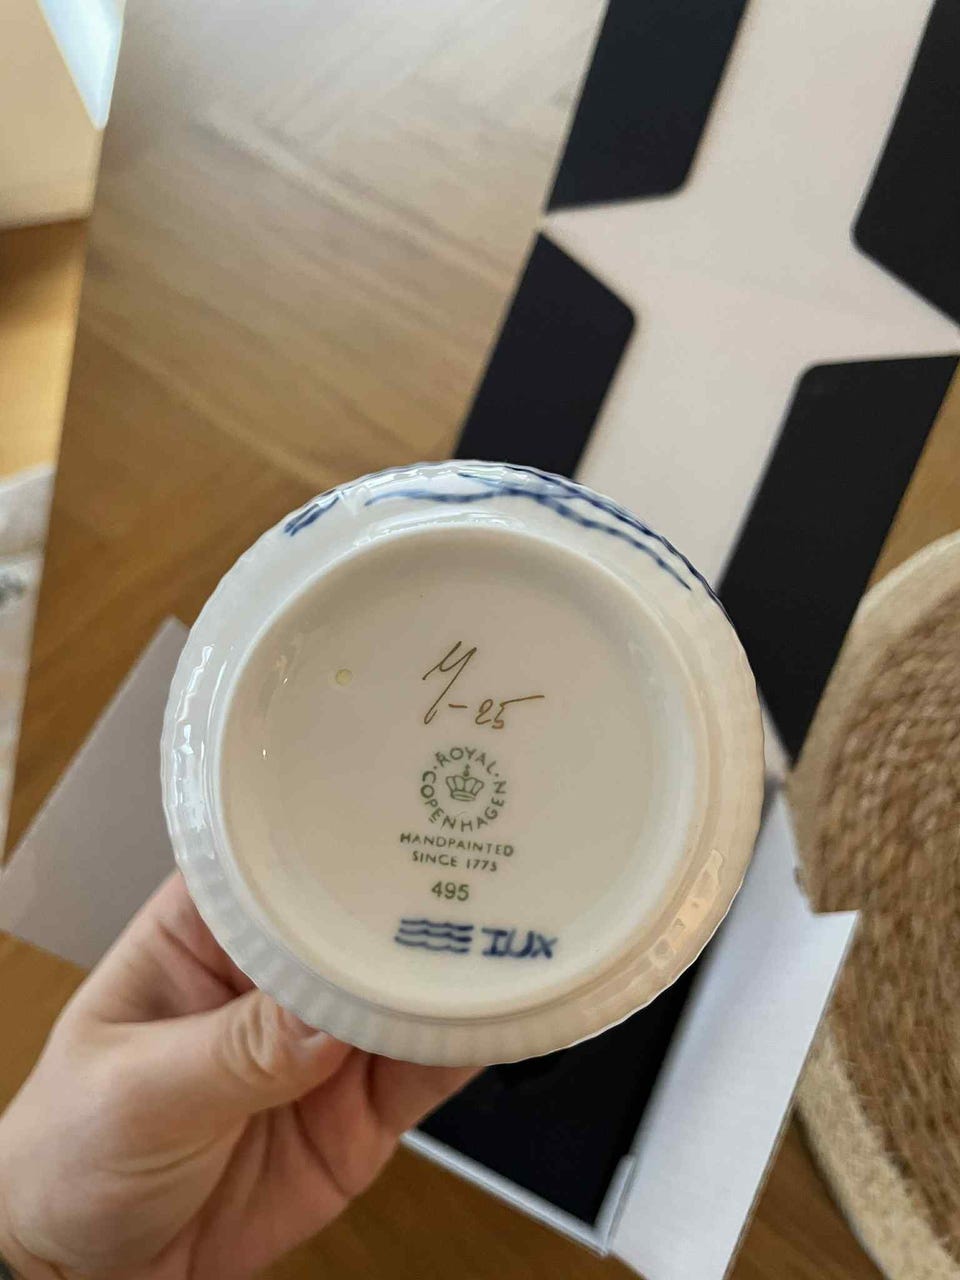 -25
ROYAL
COPENHAGEN
HANDPAINTED
SINCE 1775
495
IUX